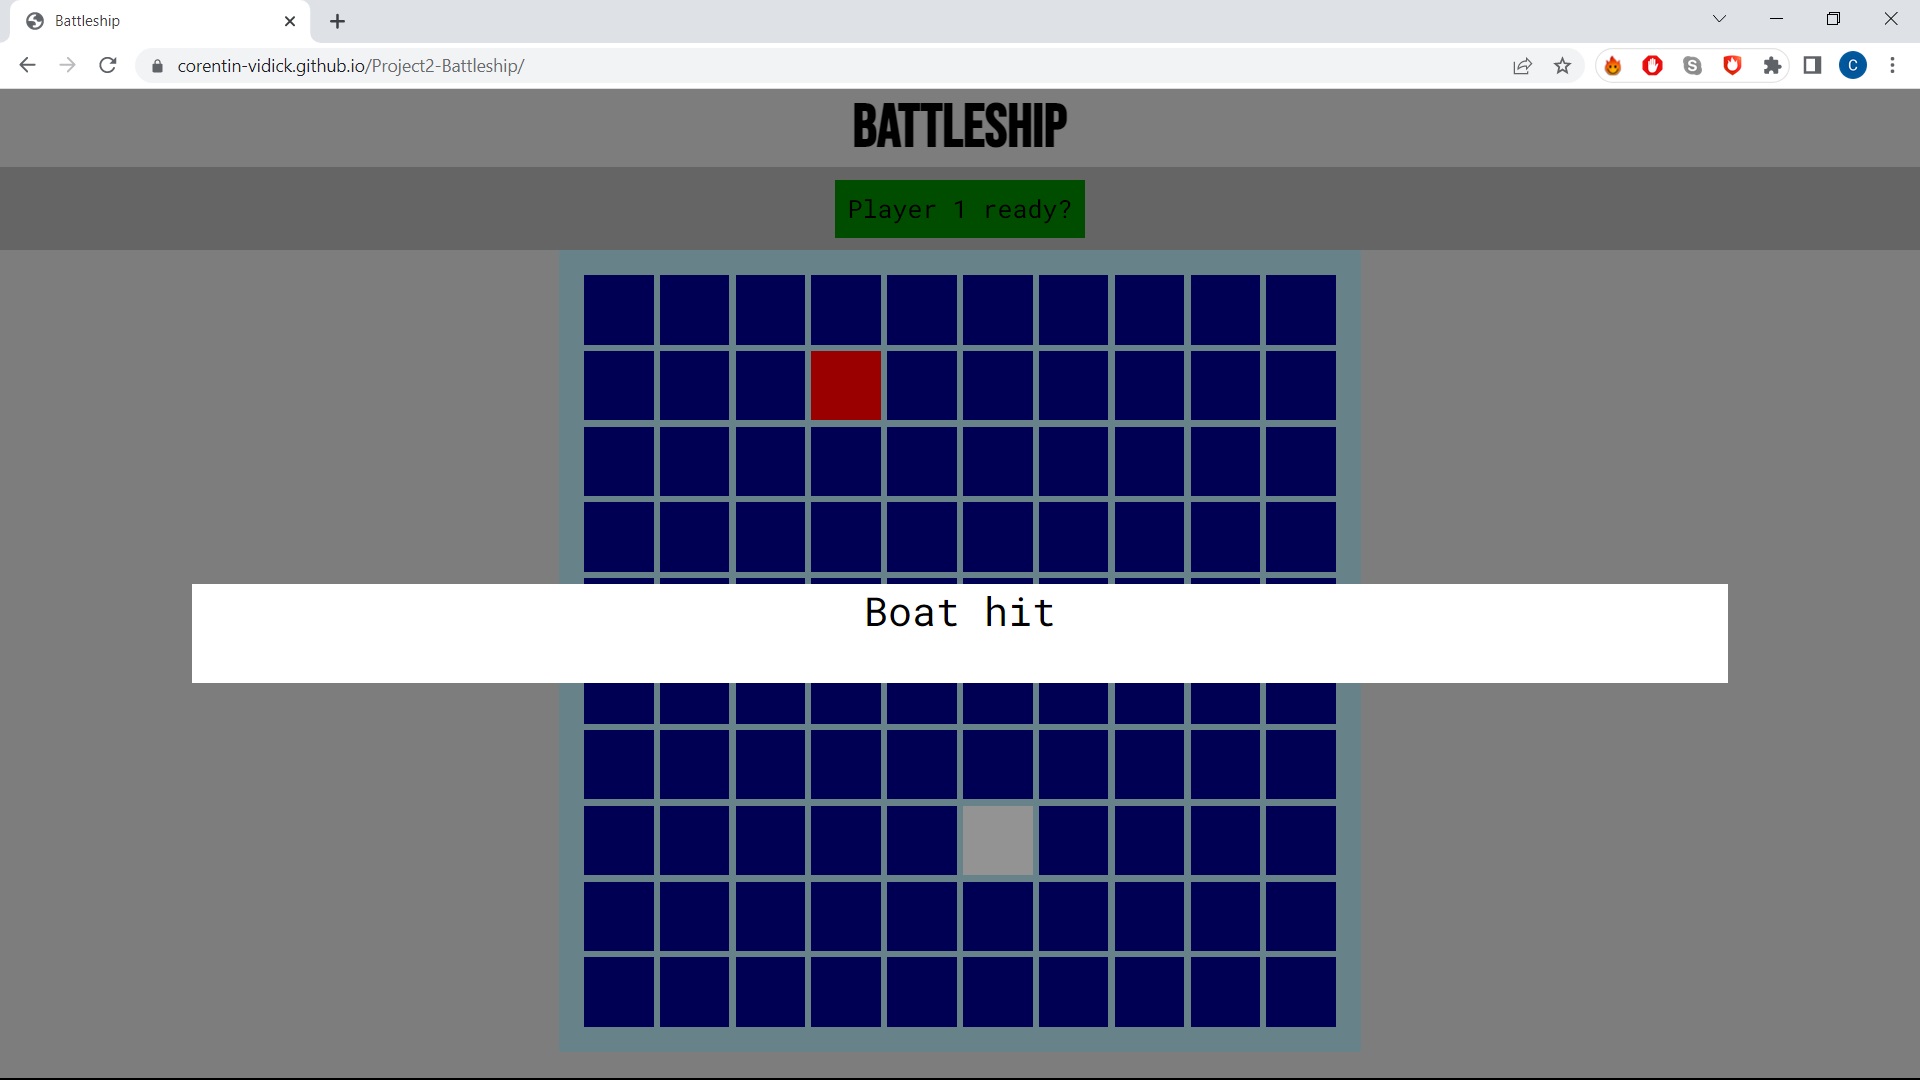 Battleship
corentin-vidick.github.io/Project2-Battleship/
C
BATTLESHIP
Player 1 ready?
Boat hit